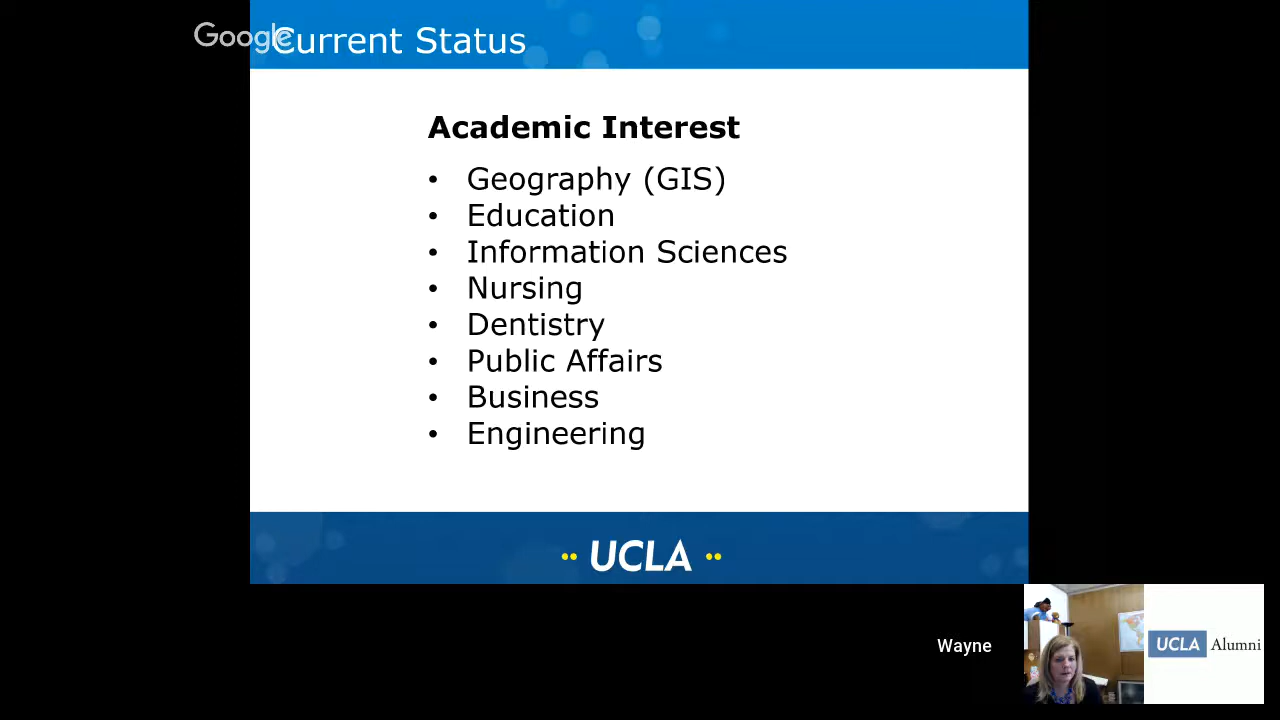 Google
Current Status
Academic Interest
• Geography (GIS)
• Education
• Information Sciences
• Nursing
• Dentistry
• Public Affairs
• Business
• Engineering
UCLA
Wayne
UCLA Alumni